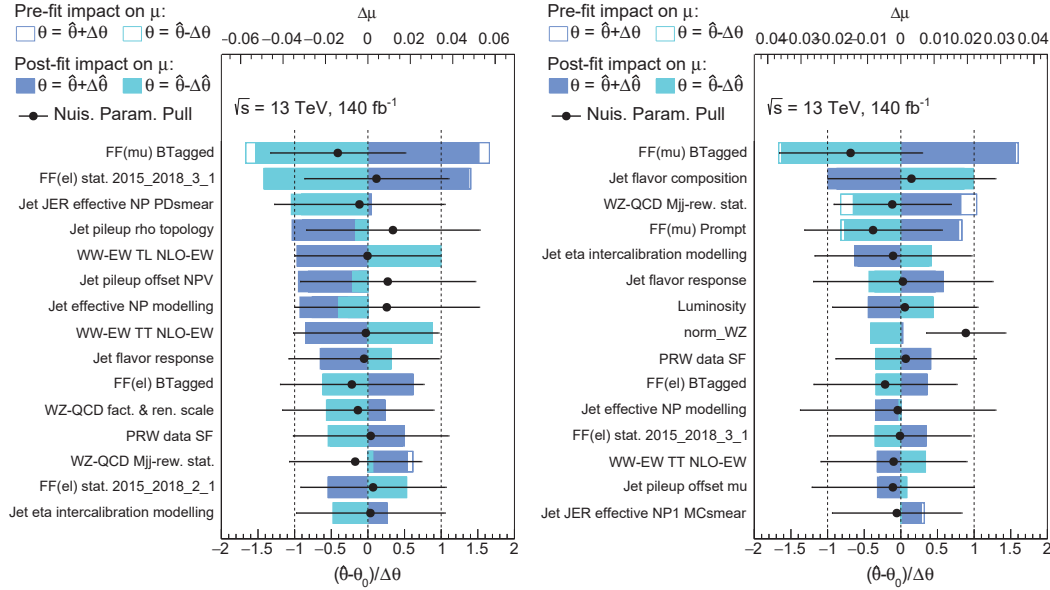 Pre-fit impact on μ:
θ = θ̂+Δθ θ = θ̂-Δθ
Post-fit impact on μ:
θ = θ̂+Δθ̂ θ = θ̂-Δθ̂
Nuis. Param. Pull
Δμ
−0.06 −0.04 −0.02 0 0.02 0.04 0.06
√s = 13 TeV, 140 fb⁻¹
FF(mu) BTagged
FF(el) stat. 2015_2018_3_1
Jet JER effective NP PDsmear
Jet pileup rho topology
WW-EW TL NLO-EW
Jet pileup offset NPV
Jet effective NP modelling
WW-EW TT NLO-EW
Jet flavor response
FF(el) BTagged
WZ-QCD fact. & ren. scale
PRW data SF
WZ-QCD Mjj-rew. stat.
FF(el) stat. 2015_2018_2_1
Jet eta intercalibration modelling
−2 −1.5 −1 −0.5 0 0.5 1 1.5 2
(θ̂-θ₀)/Δθ
Pre-fit impact on μ:
θ = θ̂+Δθ θ = θ̂-Δθ
Post-fit impact on μ:
θ = θ̂+Δθ̂ θ = θ̂-Δθ̂
Nuis. Param. Pull
Δμ
−0.04 −0.03 −0.02 −0.01 0 0.01 0.02 0.03 0.04
√s = 13 TeV, 140 fb⁻¹
FF(mu) BTagged
Jet flavor composition
WZ-QCD Mjj-rew. stat.
FF(mu) Prompt
Jet eta intercalibration modelling
Jet flavor response
Luminosity
norm_WZ
PRW data SF
FF(el) BTagged
Jet effective NP modelling
FF(el) stat. 2015_2018_3_1
WW-EW TT NLO-EW
Jet pileup offset mu
Jet JER effective NP1 MCsmear
−2 −1.5 −1 −0.5 0 0.5 1 1.5 2
(θ̂-θ₀)/Δθ